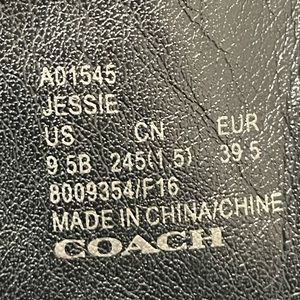 A01545
JESSIE
US CN EUR
9.5B 245(1.5) 39.5
8009354/F16
MADE IN CHINA/CHINE
COACH